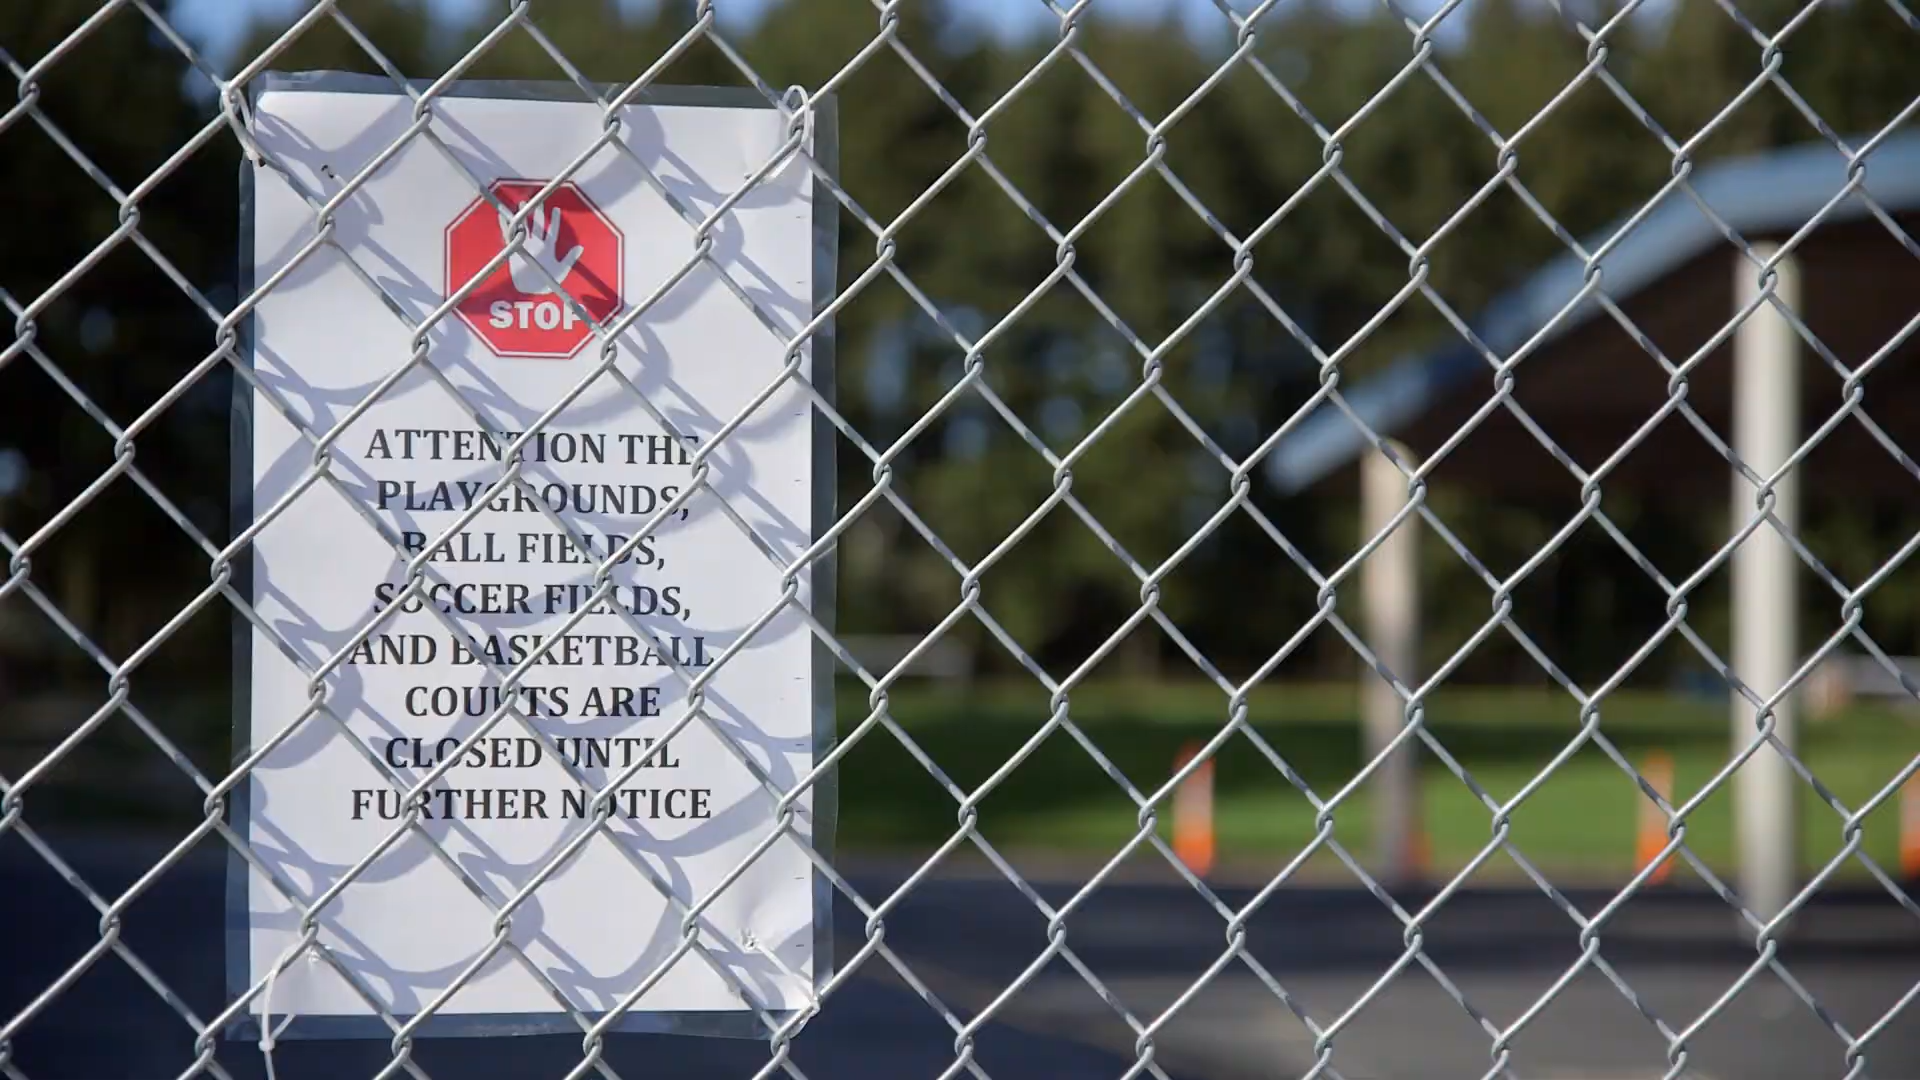 STOP
ATTENTION THE
PLAYGROUNDS,
BALL FIELDS,
SOCCER FIELDS,
AND BASKETBALL
COURTS ARE
CLOSED UNTIL
FURTHER NOTICE